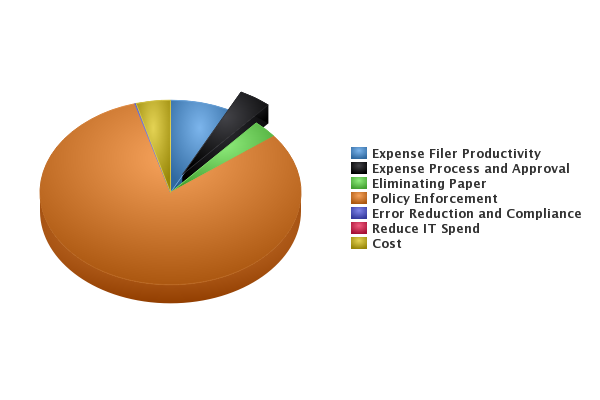 Expense Filer Productivity
Expense Process and Approval
Eliminating Paper
Policy Enforcement
Error Reduction and Compliance
Reduce IT Spend
Cost